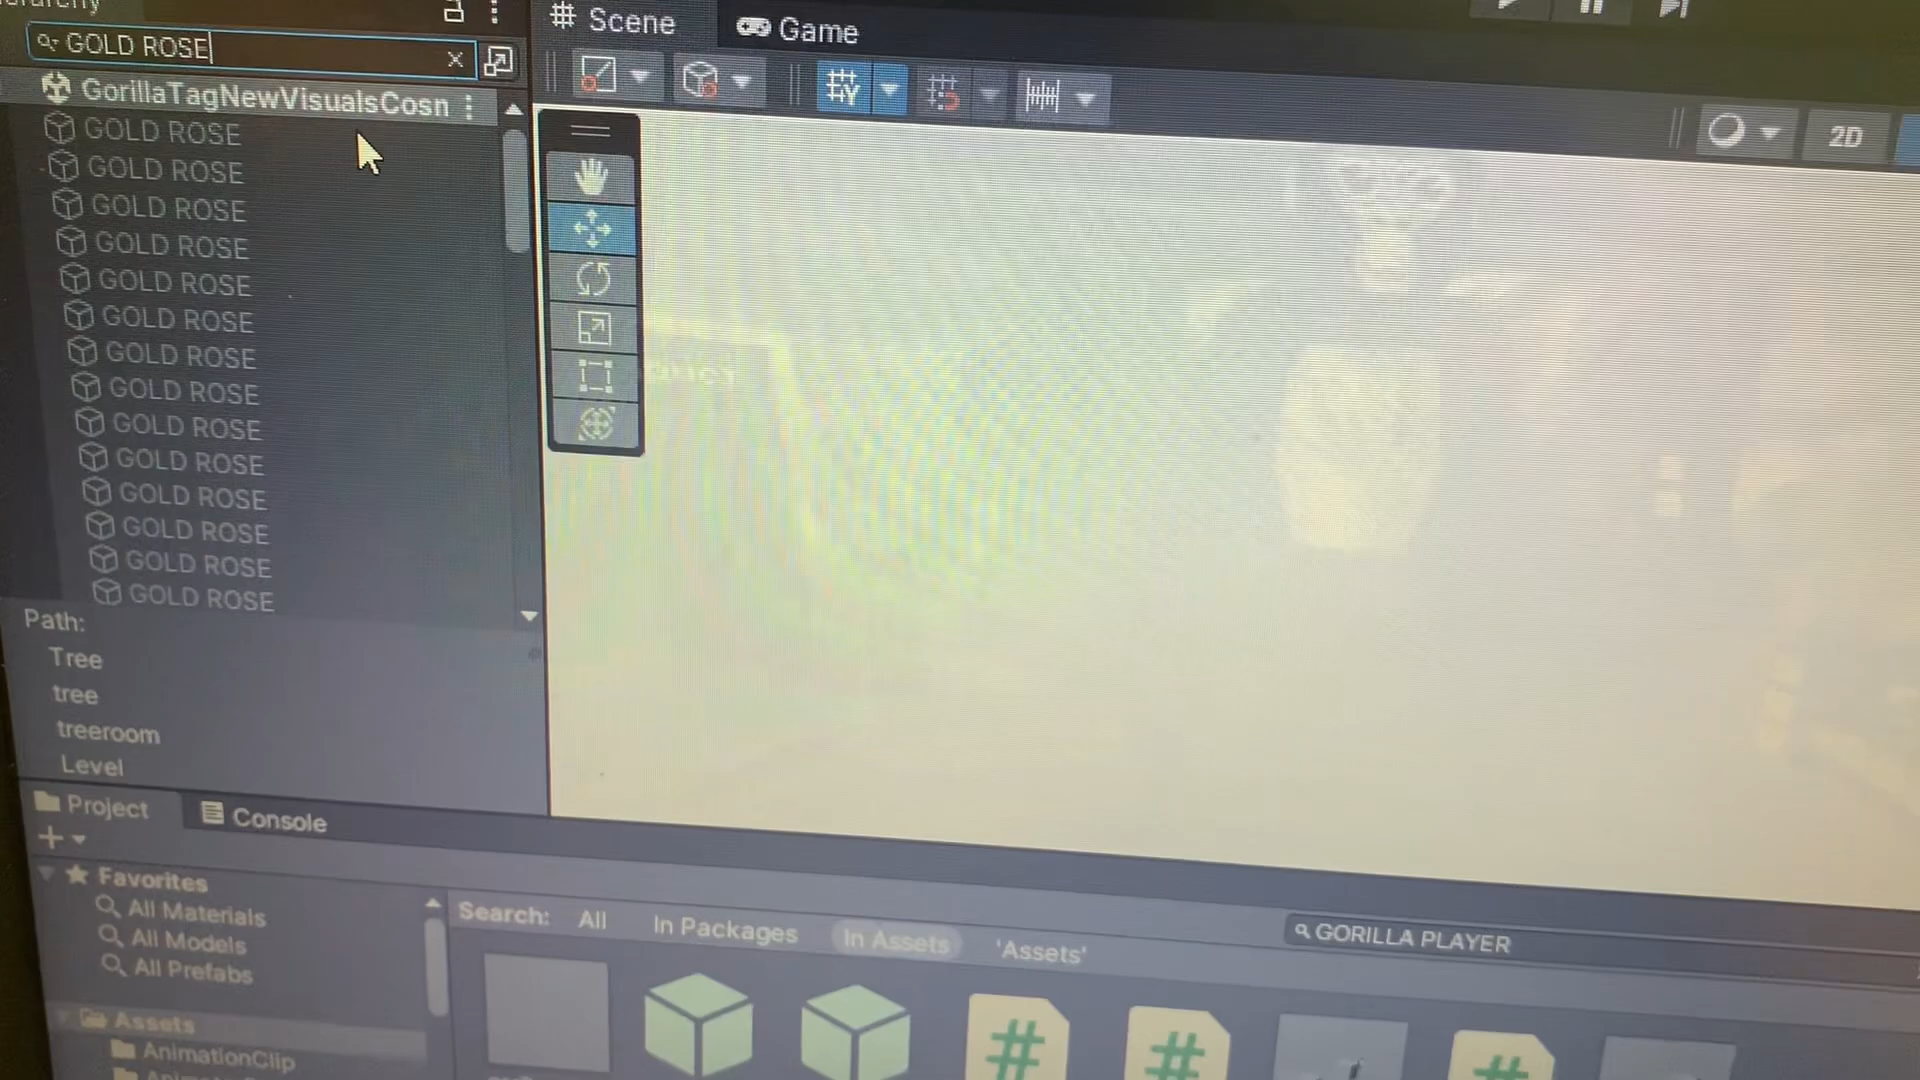 GOLD ROSE
GorillaTagNewVisualsCosn
GOLD ROSE
GOLD ROSE
GOLD ROSE
GOLD ROSE
GOLD ROSE
GOLD ROSE
GOLD ROSE
GOLD ROSE
GOLD ROSE
GOLD ROSE
GOLD ROSE
GOLD ROSE
GOLD ROSE
GOLD ROSE
Path:
Tree
tree
treeroom
Level
Scene
Game
2D
Project
Console
Favorites
All Materials
All Models
All Prefabs
Assets
AnimationClip
Search: All In Packages In Assets 'Assets'
GORILLA PLAYER